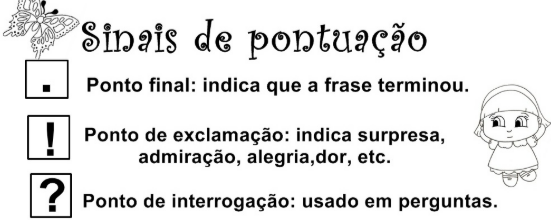 Sinais de pontuação
. Ponto final: indica que a frase terminou.
! Ponto de exclamação: indica surpresa,
admiração, alegria,dor, etc.
? Ponto de interrogação: usado em perguntas.